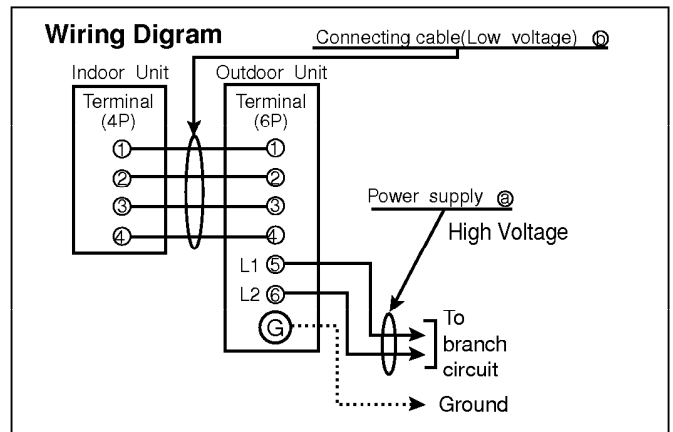 Wiring Digram
Connecting cable(Low voltage) ⓑ
Indoor Unit
Outdoor Unit
Terminal
(4P)
Terminal
(6P)
① ①
② ②
③ ③
④ ④
Power supply ⓐ
High Voltage
L1 ⑤
L2 ⑥
G
To
branch
circuit
Ground